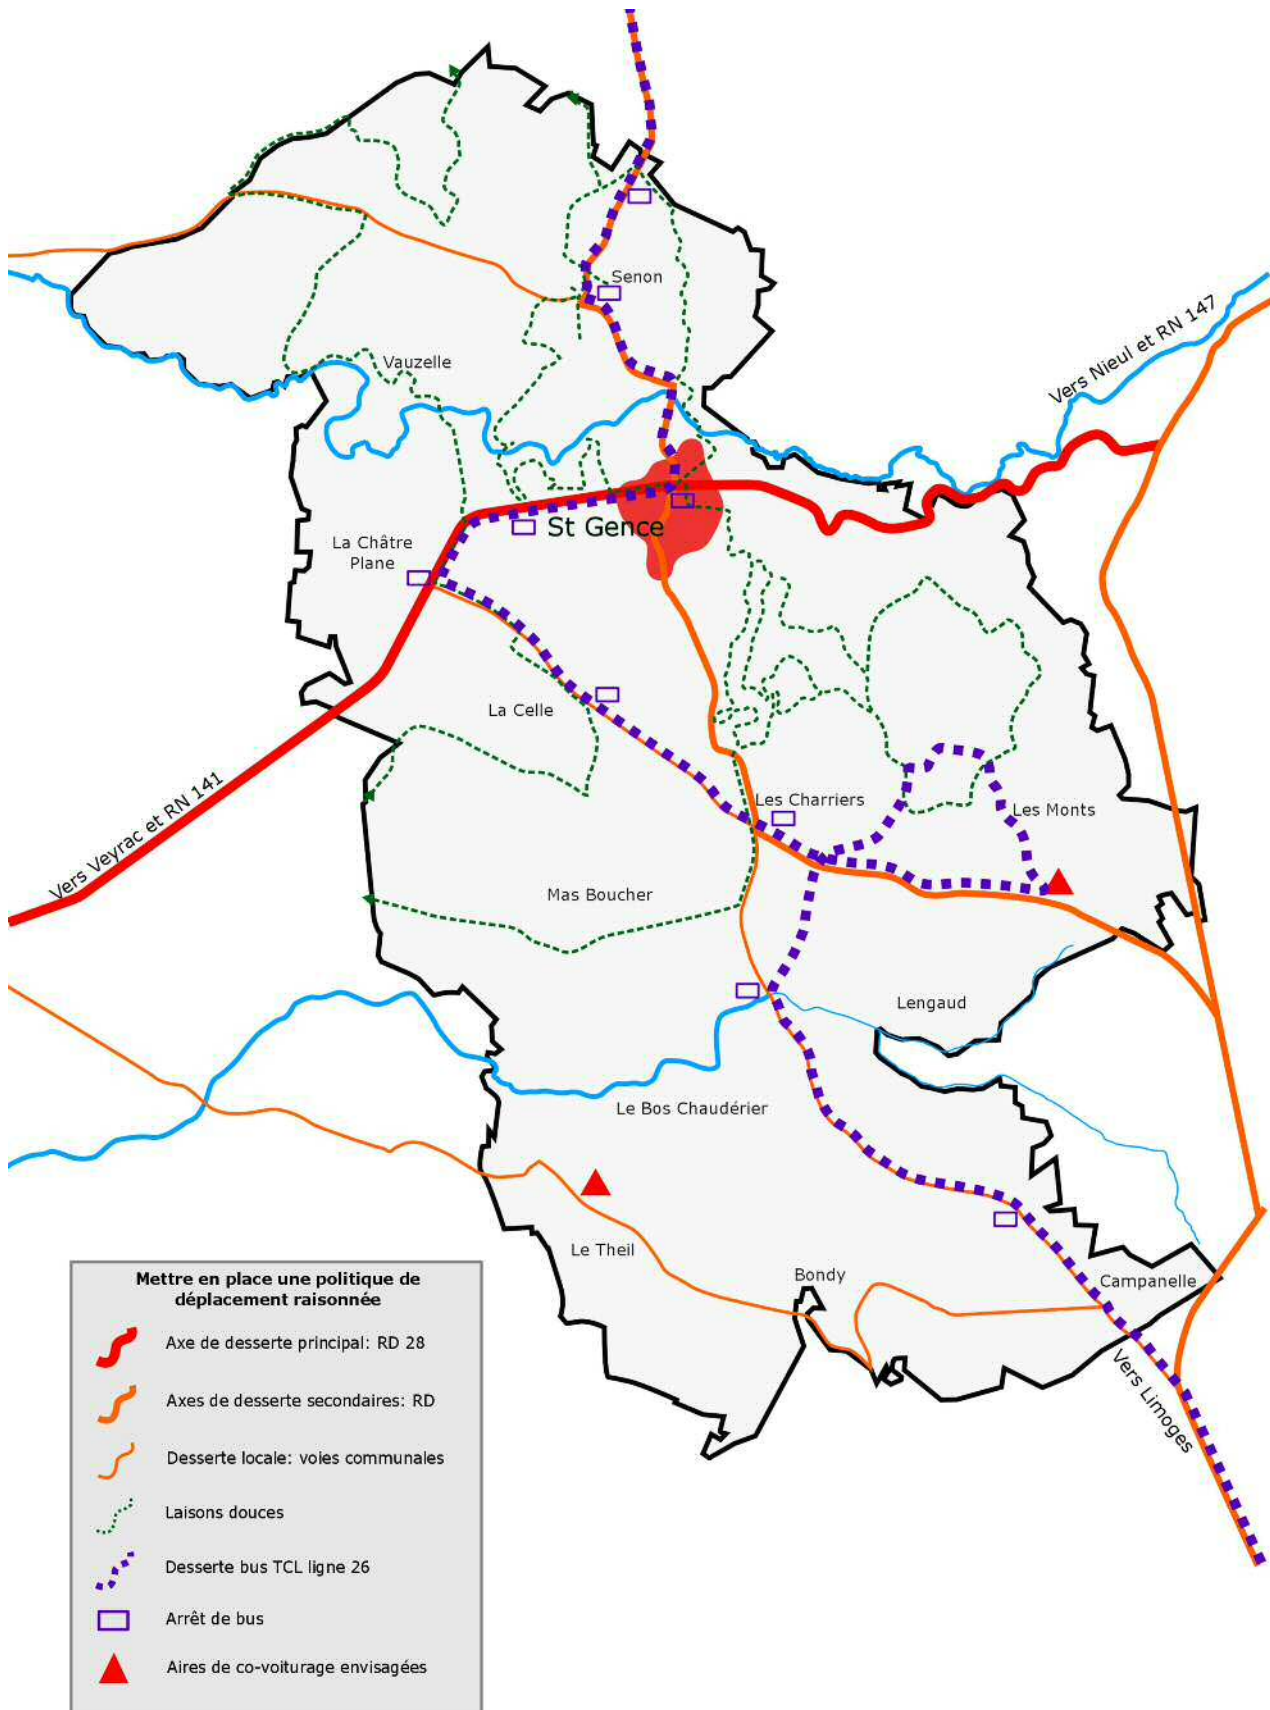 Senon
Vers Nieul et RN 147
Vauzelle
St Gence
La Châtre
Plane
La Celle
Vers Veyrac et RN 141
Les Charriers
Les Monts
Mas Boucher
Lengaud
Le Bos Chaudérier
Le Theil
Bondy
Campanelle
Vers Limoges
Mettre en place une politique de
déplacement raisonnée
Axe de desserte principal: RD 28
Axes de desserte secondaires: RD
Desserte locale: voies communales
Laisons douces
Desserte bus TCL ligne 26
Arrêt de bus
Aires de co-voiturage envisagées